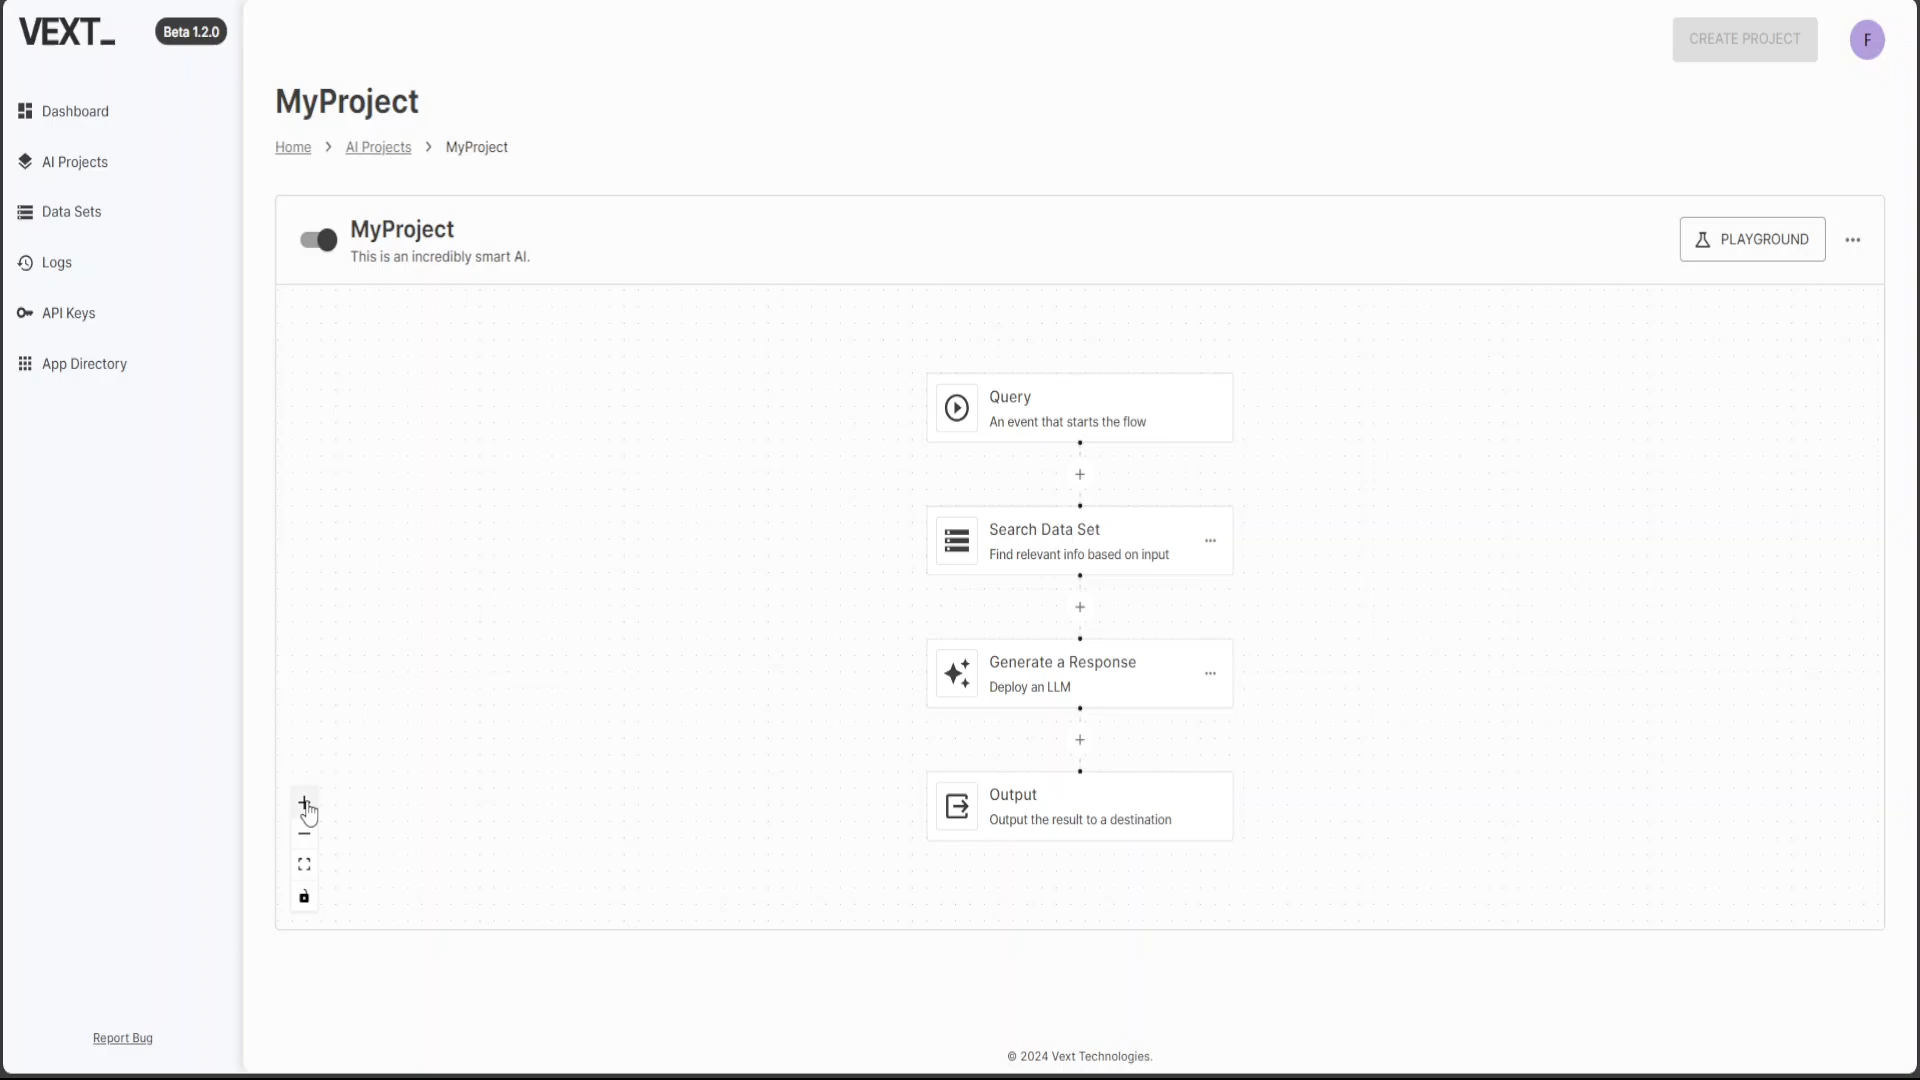 VEXT_
Beta 1.2.0
Dashboard
AI Projects
Data Sets
Logs
API Keys
App Directory
Report Bug
CREATE PROJECT
F
MyProject
Home > AI Projects > MyProject
MyProject
This is an incredibly smart AI.
PLAYGROUND
Query
An event that starts the flow
Search Data Set
Find relevant info based on input
Generate a Response
Deploy an LLM
Output
Output the result to a destination
© 2024 Vext Technologies.